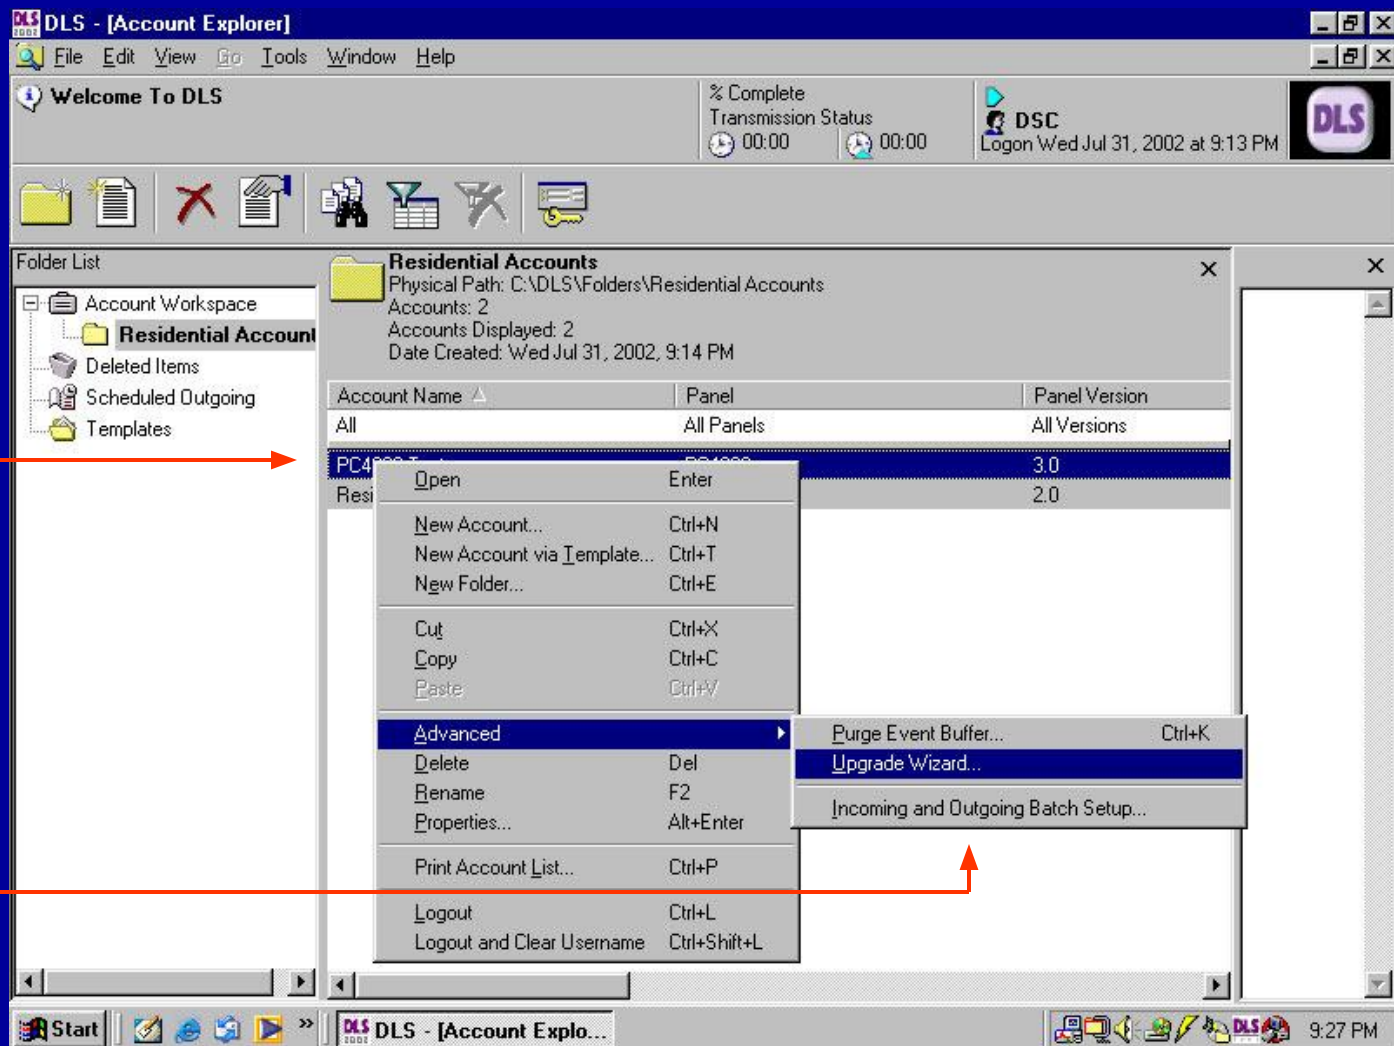 DLS - [Account Explorer]
File Edit View Go Tools Window Help
Welcome To DLS
% Complete
Transmission Status
00:00 00:00
DSC
Logon Wed Jul 31, 2002 at 9:13 PM
DLS
Folder List
Account Workspace
Residential Account
Deleted Items
Scheduled Outgoing
Templates
Residential Accounts
Physical Path: C:\DLS\Folders\Residential Accounts
Accounts: 2
Accounts Displayed: 2
Date Created: Wed Jul 31, 2002, 9:14 PM
Account Name Panel Panel Version
All All Panels All Versions
3.0
Resi 2.0
Open Enter
New Account... Ctrl+N
New Account via Template... Ctrl+T
New Folder... Ctrl+E
Cut Ctrl+X
Copy Ctrl+C
Paste Ctrl+V
Advanced
Delete Del
Rename F2
Properties... Alt+Enter
Print Account List... Ctrl+P
Logout Ctrl+L
Logout and Clear Username Ctrl+Shift+L
Purge Event Buffer... Ctrl+K
Upgrade Wizard...
Incoming and Outgoing Batch Setup...
Start
DLS - [Account Explo...
9:27 PM